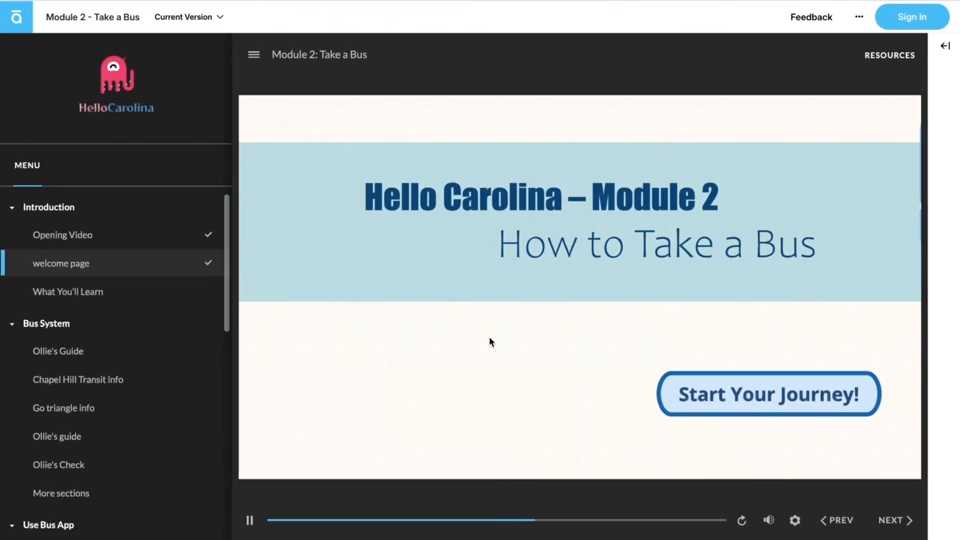 Module 2 - Take a Bus
Current Version
Feedback
Sign In
HelloCarolina
Module 2: Take a Bus
RESOURCES
MENU
Introduction
Opening Video
welcome page
What You'll Learn
Bus System
Ollie's Guide
Chapel Hill Transit info
Go triangle info
Ollie's guide
Ollie's Check
More sections
Use Bus App
Hello Carolina – Module 2
How to Take a Bus
Start Your Journey!
PREV
NEXT